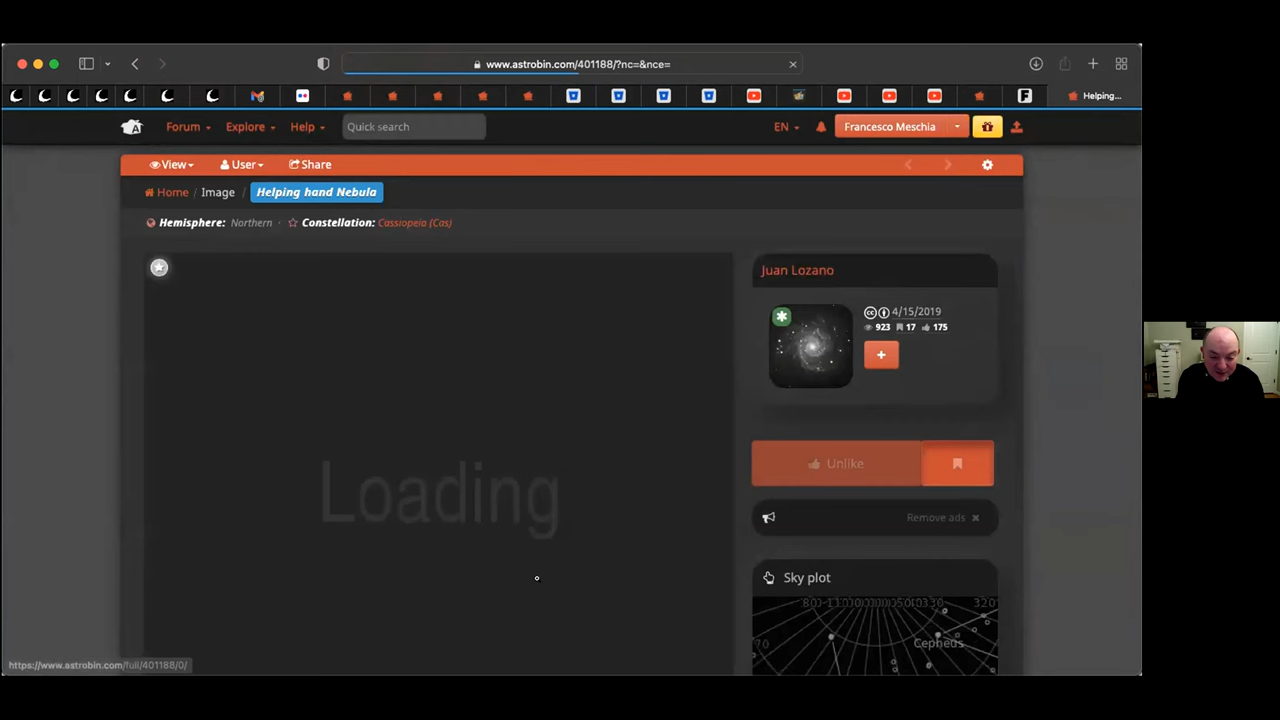 www.astrobin.com/401188/?nc=&nce=
Helping...
Forum
Explore
Help
Quick search
EN
Francesco Meschia
View
User
Share
Home / Image / Helping hand Nebula
Hemisphere: Northern · Constellation: Cassiopeia (Cas)
Juan Lozano
4/15/2019
923 17 175
Loading
Unlike
Remove ads ×
Sky plot
320°
70
Cepheus
https://www.astrobin.com/full/401188/0/